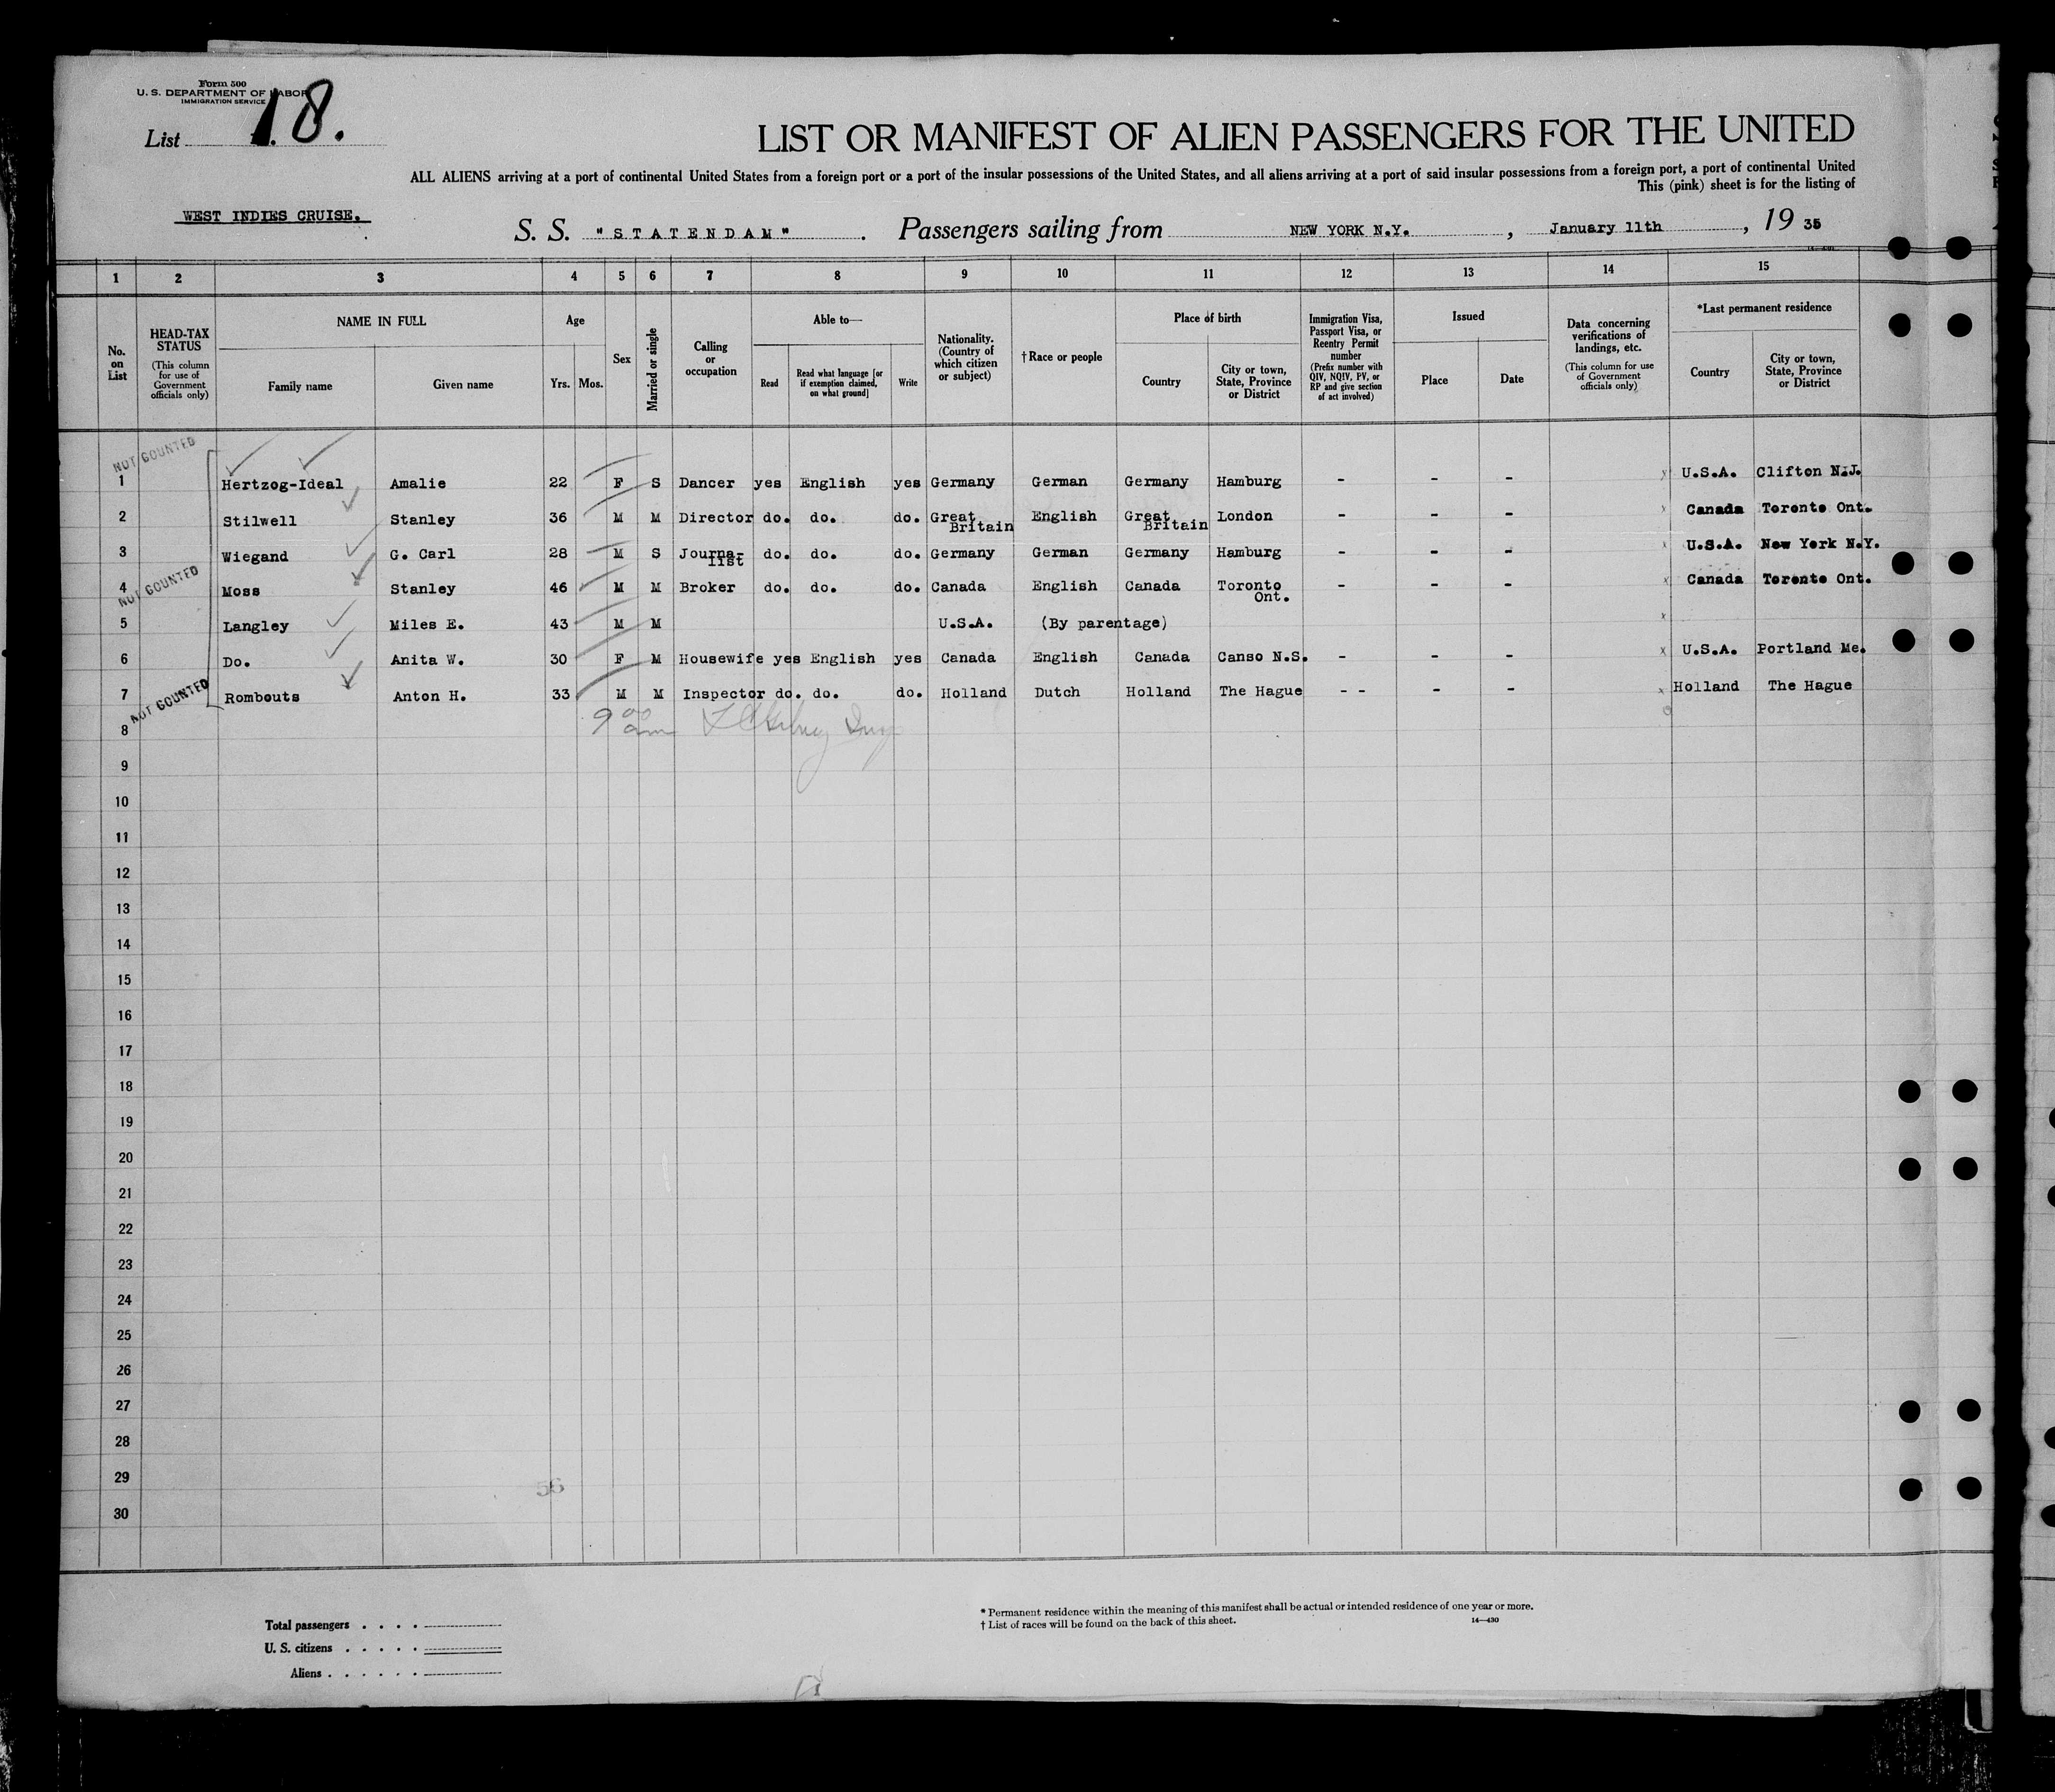 Form 500
U. S. DEPARTMENT OF LABOR
IMMIGRATION SERVICE
List 18.
LIST OR MANIFEST OF ALIEN PASSENGERS FOR THE UNITED
ALL ALIENS arriving at a port of continental United States from a foreign port or a port of the insular possessions of the United States, and all aliens arriving at a port of said insular possessions from a foreign port, a port of continental United
This (pink) sheet is for the listing of
WEST INDIES CRUISE.
S. S. "STATENDAM". Passengers sailing from NEW YORK N.Y., January 11th, 19 35
1 2 3 4 5 6 7 8 9 10 11 12 13 14 15
No. on List
HEAD-TAX STATUS
(This column for use of Government officials only)
NAME IN FULL
Family name
Given name
Age
Yrs. Mos.
Sex
Married or single
Calling or occupation
Able to—
Read
Read what language [or if exemption claimed, on what ground]
Write
Nationality. (Country of which citizen or subject)
†Race or people
Place of birth
Country
City or town, State, Province or District
Immigration Visa, Passport Visa, or Reentry Permit number
(Prefix number with QIV, NQIV, PV, or RP and give section of act involved)
Issued
Place
Date
Data concerning verifications of landings, etc.
(This column for use of Government officials only)
*Last permanent residence
Country
City or town, State, Province or District
NOT COUNTED
1 Hertzog-Ideal Amalie 22 F S Dancer yes English yes Germany German Germany Hamburg - - - x U.S.A. Clifton N.J.
2 Stilwell Stanley 36 M M Director do. do. do. Great Britain English Great Britain London - - - x Canada Toronto Ont.
3 Wiegand G. Carl 28 M S Journa- list do. do. do. Germany German Germany Hamburg - - - x U.S.A. New York N.Y.
NOT COUNTED
4 Moss Stanley 46 M M Broker do. do. do. Canada English Canada Toronto Ont. - - - x Canada Toronto Ont.
5 Langley Miles E. 43 M M U.S.A. (By parentage) x
6 Do. Anita W. 30 F M Housewife yes English yes Canada English Canada Canso N.S. - - - x U.S.A. Portland Me.
7 Rombouts Anton H. 33 M M Inspector do. do. do. Holland Dutch Holland The Hague - - - - x Holland The Hague
NOT COUNTED
9 00 am
8
9
10
11
12
13
14
15
16
17
18
19
20
21
22
23
24
25
26
27
28
29
56
30
Total passengers . . . .
U. S. citizens . . . . .
Aliens . . . . . .
* Permanent residence within the meaning of this manifest shall be actual or intended residence of one year or more.
† List of races will be found on the back of this sheet.
14—430